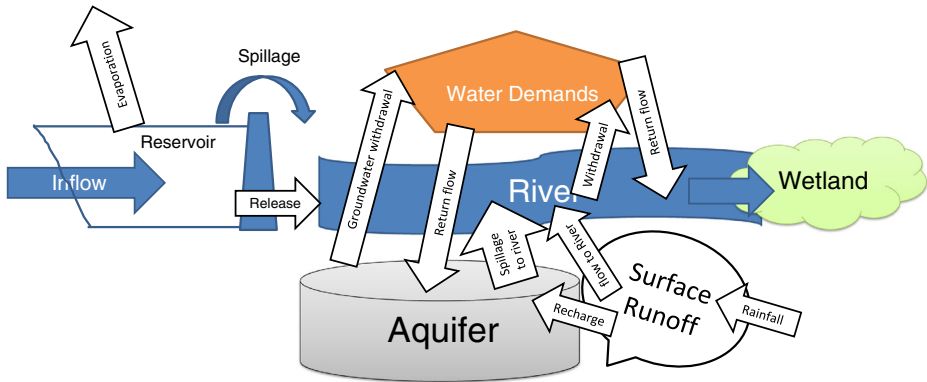 Evaporation
Spillage
Reservoir
Inflow
Release
Groundwater withdrawal
Water Demands
Return flow
Withdrawal
Return flow
River
Wetland
Spillage
to river
flow to River
Surface
Runoff
Rainfall
Recharge
Aquifer